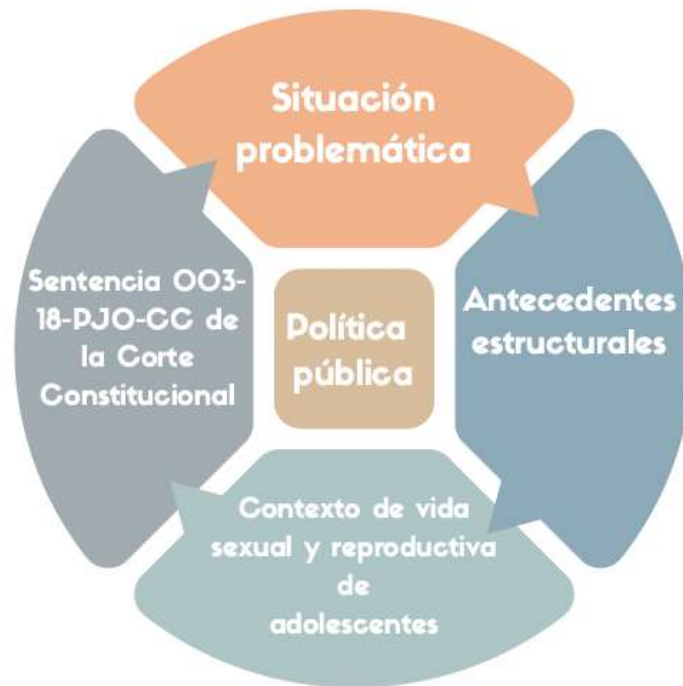 Situación
problemática
Sentencia 003-
18-PJO-CC de
la Corte
Constitucional
Política
pública
Antecedentes
estructurales
Contexto de vida
sexual y reproductiva
de
adolescentes